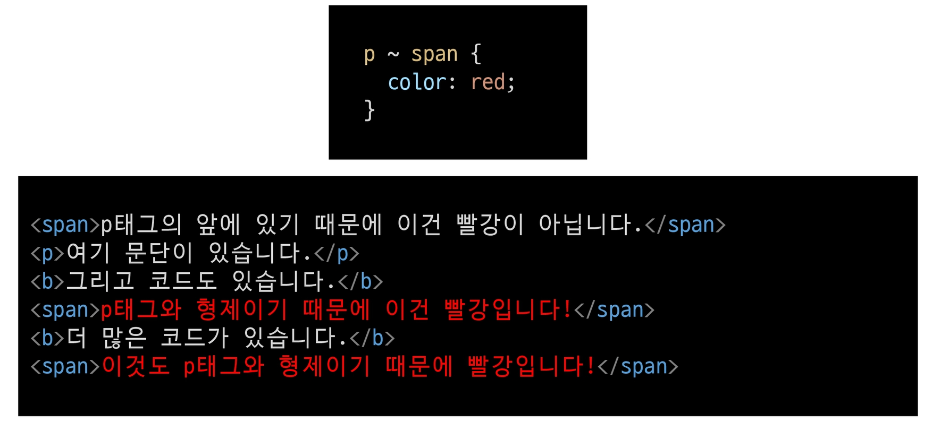 p ~ span {
  color: red;
}
<span>p태그의 앞에 있기 때문에 이건 빨강이 아닙니다.</span>
<p>여기 문단이 있습니다.</p>
<b>그리고 코드도 있습니다.</b>
<span>p태그와 형제이기 때문에 이건 빨강입니다!</span>
<b>더 많은 코드가 있습니다.</b>
<span>이것도 p태그와 형제이기 때문에 빨강입니다!</span>